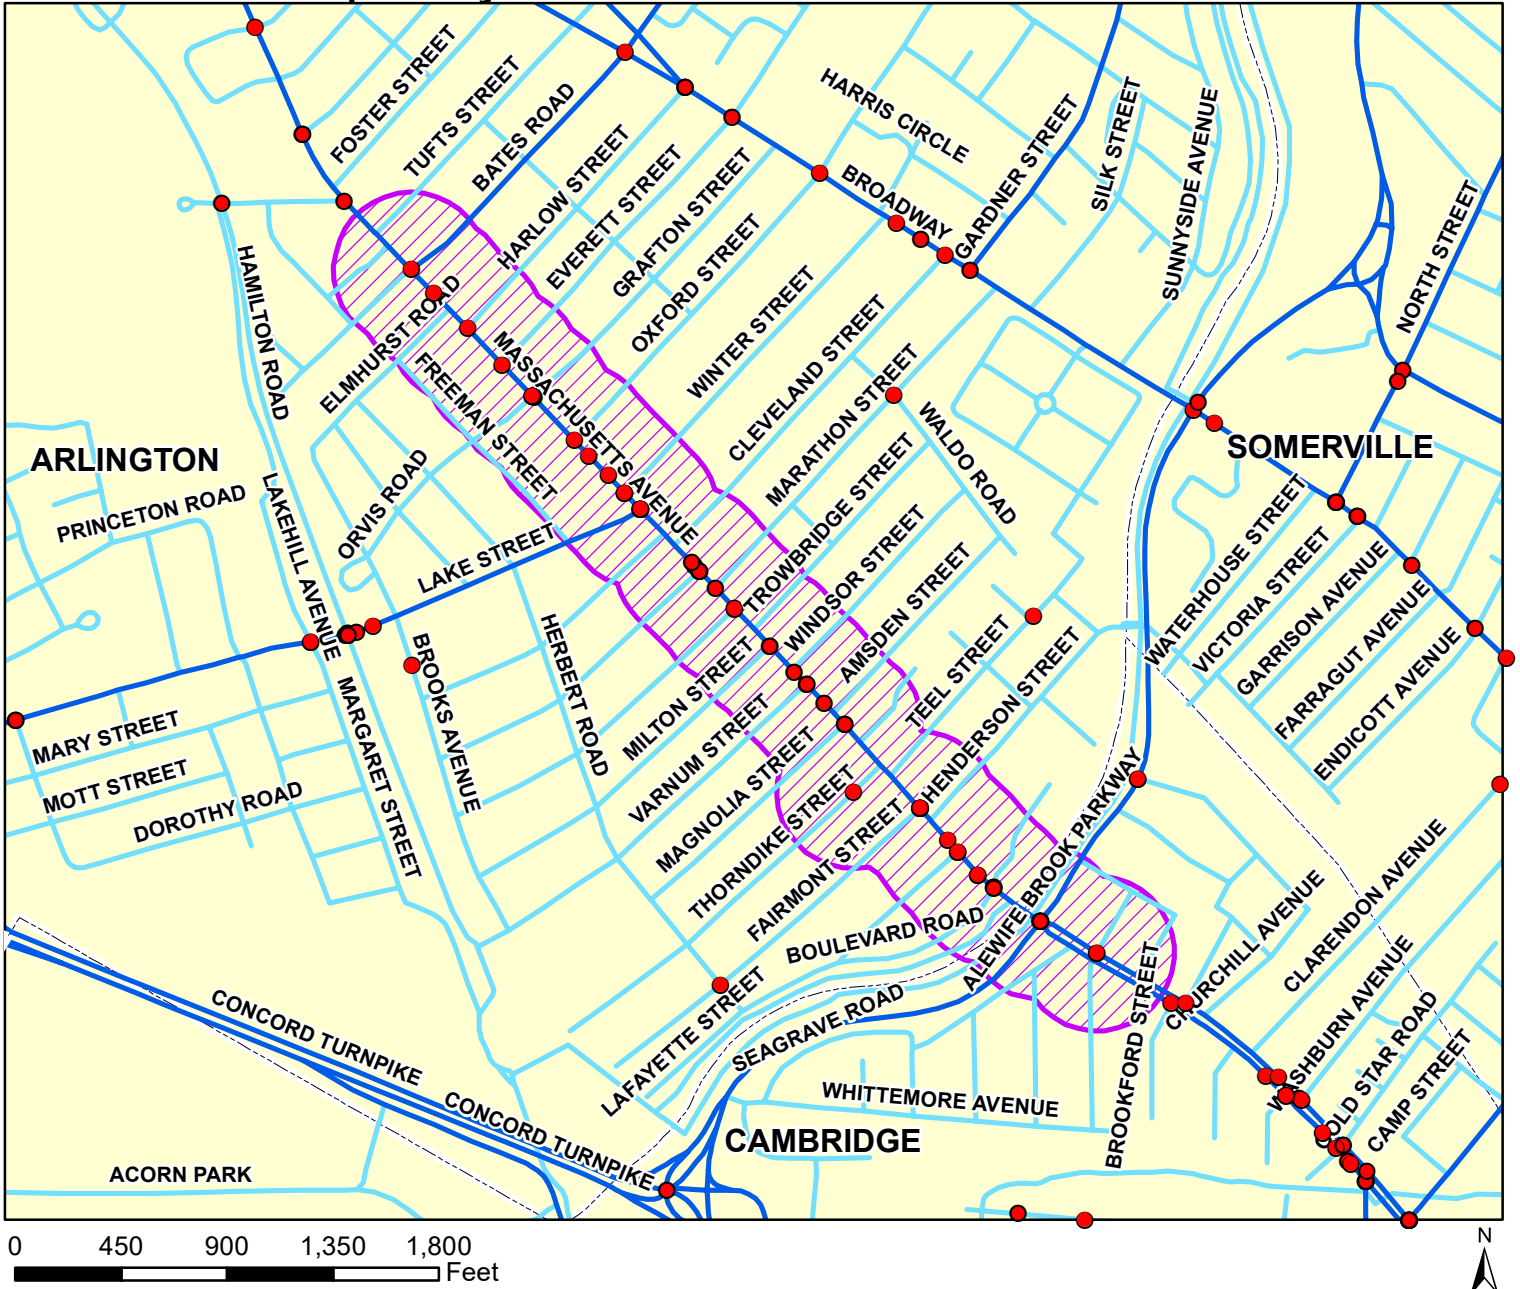 FOSTER STREET
TUFTS STREET
BATES ROAD
HARRIS CIRCLE
GARDNER STREET
SILK STREET
SUNNYSIDE AVENUE
HARLOW STREET
EVERETT STREET
GRAFTON STREET
OXFORD STREET
BROADWAY
NORTH STREET
HAMILTON ROAD
ELMHURST ROAD
WINTER STREET
CLEVELAND STREET
MARATHON STREET
MASSACHUSETTS AVENUE
FREEMAN STREET
WALDO ROAD
ARLINGTON
SOMERVILLE
PRINCETON ROAD
LAKEHILL AVENUE
ORVIS ROAD
LAKE STREET
TROWBRIDGE STREET
WINDSOR STREET
AMSDEN STREET
WATERHOUSE STREET
VICTORIA STREET
GARRISON AVENUE
FARRAGUT AVENUE
ENDICOTT AVENUE
BROOKS AVENUE
HERBERT ROAD
MILTON STREET
TEEL STREET
HENDERSON STREET
MARY STREET
MOTT STREET
DOROTHY ROAD
MARGARET STREET
VARNUM STREET
MAGNOLIA STREET
THORNDIKE STREET
FAIRMONT STREET
ALEWIFE BROOK PARKWAY
BOULEVARD ROAD
CLARENDON AVENUE
CHURCHILL AVENUE
WASHBURN AVENUE
CONCORD TURNPIKE
LAFAYETTE STREET
SEAGRAVE ROAD
BROOKFORD STREET
GOLD STAR ROAD
CAMP STREET
WHITTEMORE AVENUE
CONCORD TURNPIKE
CAMBRIDGE
ACORN PARK
0 450 900 1,350 1,800
Feet
N